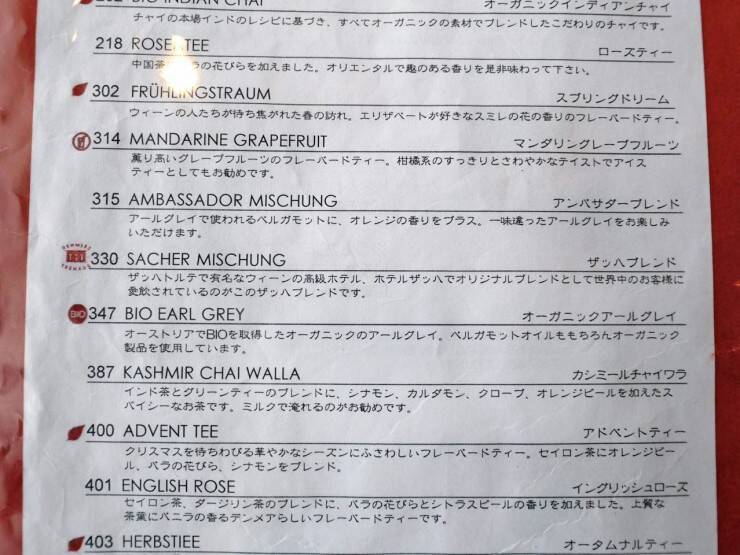 BIO INDIAN CHAI オーガニックインディアンチャイ
チャイの本場インドのレシピに基づき、すべてオーガニックの素材でブレンドしたこだわりのチャイです。
218 ROSENTEE ローズティー
中国茶 ラの花びらを加えました。オリエンタルで趣のある香りを是非味わって下さい。
302 FRÜHLINGSTRAUM スプリングドリーム
ウィーンの人たちが待ち焦がれた春の訪れ。エリザベートが好きなスミレの花の香りのフレーバードティー。
314 MANDARINE GRAPEFRUIT マンダリングレープフルーツ
薫り高いグレープフルーツのフレーバードティー。柑橘系のすっきりとさわやかなテイストでアイス
ティーとしてもお勧めです。
315 AMBASSADOR MISCHUNG アンバサダーブレンド
アールグレイで使われるベルガモットに、オレンジの香りをプラス。一味違ったアールグレイをお楽しみ
いただけます。
330 SACHER MISCHUNG ザッハブレンド
ザッハトルテで有名なウィーンの高級ホテル、ホテルザッハでオリジナルブレンドとして世界中のお客様に
愛飲されているのがこのザッハブレンドです。
BIO 347 BIO EARL GREY オーガニックアールグレイ
オーストリアでBIOを取得したオーガニックのアールグレイ。ベルガモットオイルももちろんオーガニック
製品を使用しています。
387 KASHMIR CHAI WALLA カシミールチャイワラ
インド茶とグリーンティーのブレンドに、シナモン、カルダモン、クローブ、オレンジピールを加えたス
パイシーなお茶です。ミルクで淹れるのがお勧めです。
400 ADVENT TEE アドベントティー
クリスマスを待ちわびる華やかなシーズンにふさわしいフレーバードティー。セイロン茶にオレンジピー
ル、バラの花びら、シナモンをブレンド。
401 ENGLISH ROSE イングリッシュローズ
セイロン茶、ダージリン茶のブレンドに、バラの花びらとシトラスピールの香りを加えました。上質な
茶葉にバニラの香るデンメアらしいフレーバードティーです。
403 HERBSTTEE オータムナルティー